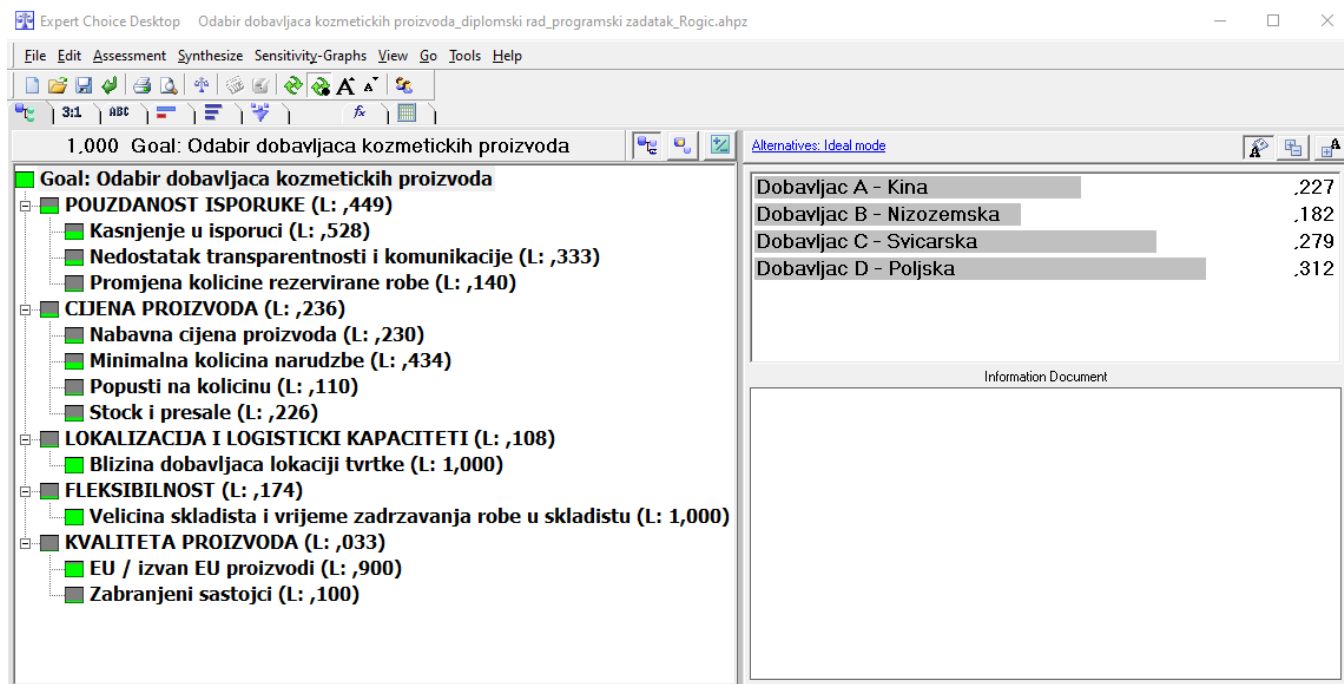 Expert Choice Desktop Odabir dobavljaca kozmetickih proizvoda_diplomski rad_programski zadatak_Rogic.ahpz
File Edit Assessment Synthesize Sensitivity-Graphs View Go Tools Help
A A
3:1 ABC fx
1,000 Goal: Odabir dobavljaca kozmetickih proizvoda
Goal: Odabir dobavljaca kozmetickih proizvoda
POUZDANOST ISPORUKE (L: ,449)
Kasnjenje u isporuci (L: ,528)
Nedostatak transparentnosti i komunikacije (L: ,333)
Promjena kolicine rezervirane robe (L: ,140)
CIJENA PROIZVODA (L: ,236)
Nabavna cijena proizvoda (L: ,230)
Minimalna kolicina narudzbe (L: ,434)
Popusti na kolicinu (L: ,110)
Stock i presale (L: ,226)
LOKALIZACIJA I LOGISTICKI KAPACITETI (L: ,108)
Blizina dobavljaca lokaciji tvrtke (L: 1,000)
FLEKSIBILNOST (L: ,174)
Velicina skladista i vrijeme zadrzavanja robe u skladistu (L: 1,000)
KVALITETA PROIZVODA (L: ,033)
EU / izvan EU proizvodi (L: ,900)
Zabranjeni sastojci (L: ,100)
Alternatives: Ideal mode
A A
Dobavljac A - Kina ,227
Dobavljac B - Nizozemska ,182
Dobavljac C - Svicarska ,279
Dobavljac D - Poljska ,312
Information Document